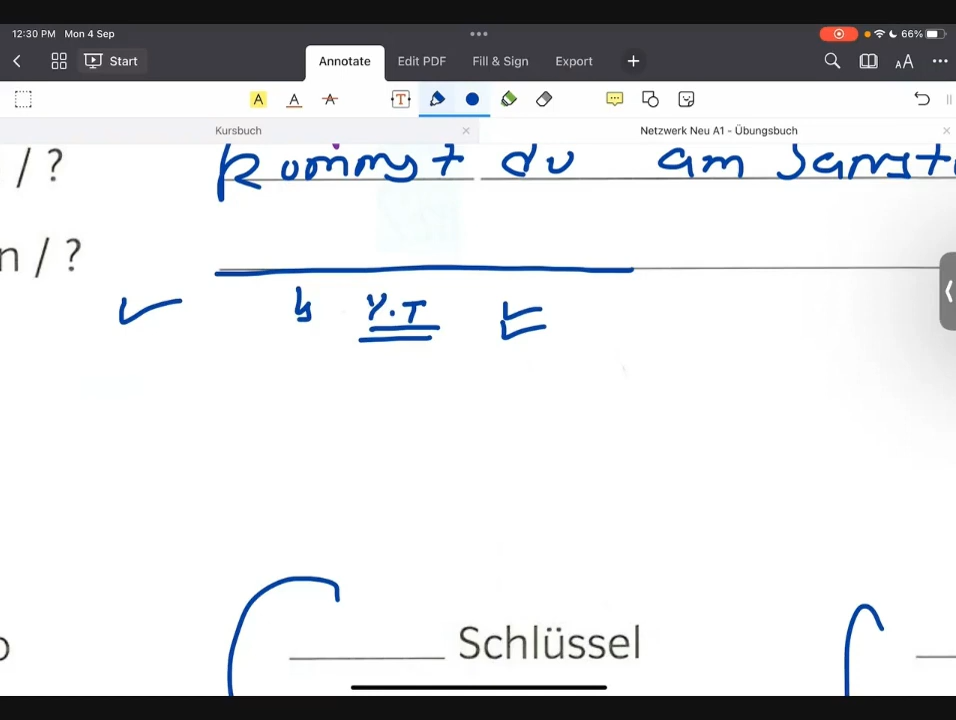 12:30 PM Mon 4 Sep 66%
Start Annotate Edit PDF Fill & Sign Export
Kursbuch Netzwerk Neu A1 - Übungsbuch
/ ? kommst du am Samst
n / ?
Y.T
Schlüssel